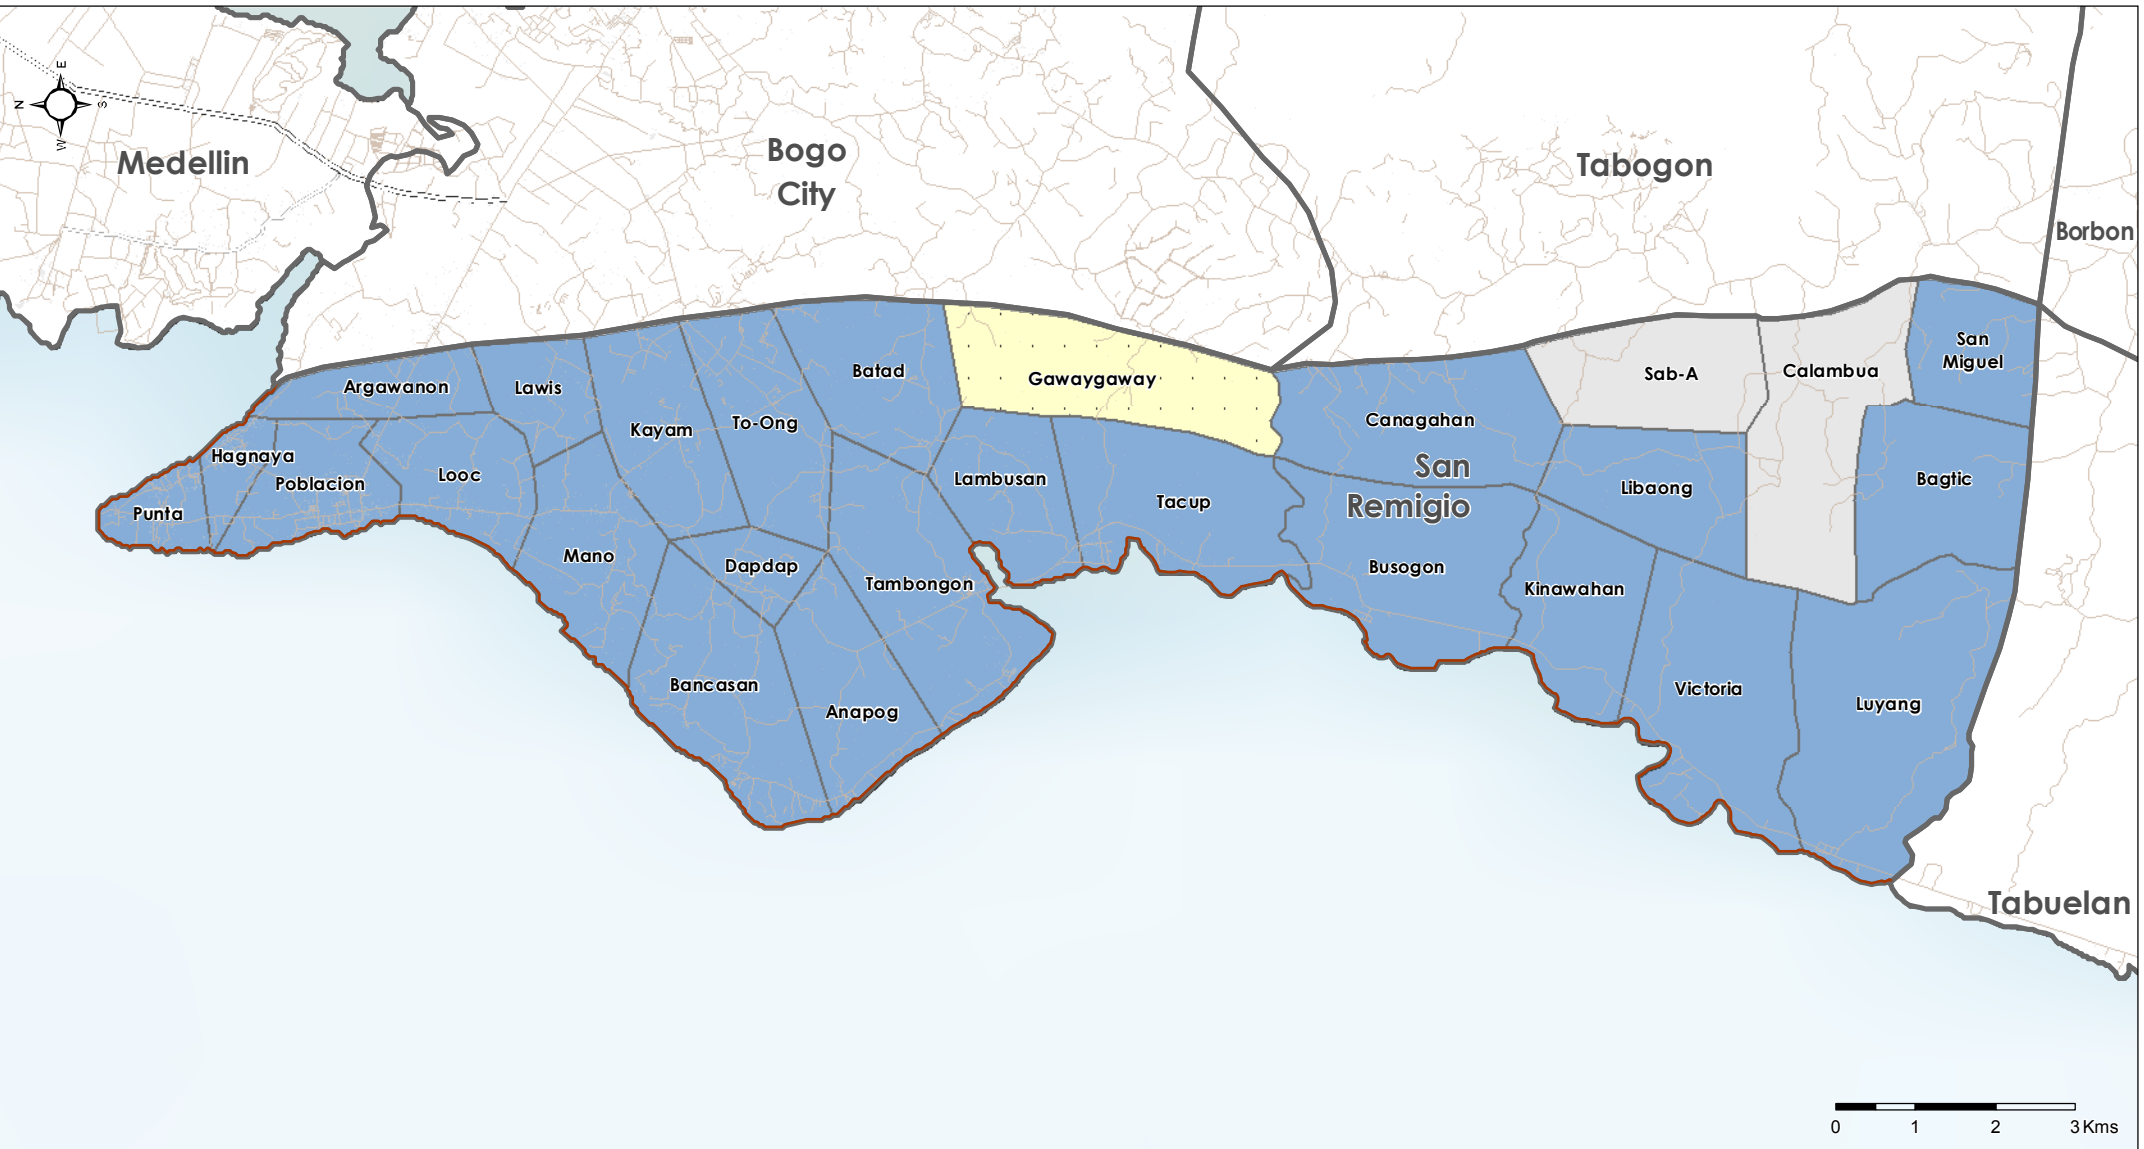 E
N
S
W
Medellin
Bogo
City
Tabogon
Borbon
San
Miguel
Argawanon
Lawis
Batad
Gawaygaway
Sab-A
Calambua
Kayam
To-Ong
Canagahan
Hagnaya
Poblacion
Looc
Lambusan
San
Remigio
Libaong
Bagtic
Punta
Tacup
Mano
Dapdap
Tambongon
Busogon
Kinawahan
Bancasan
Anapog
Victoria
Luyang
Tabuelan
0 1 2 3 Kms